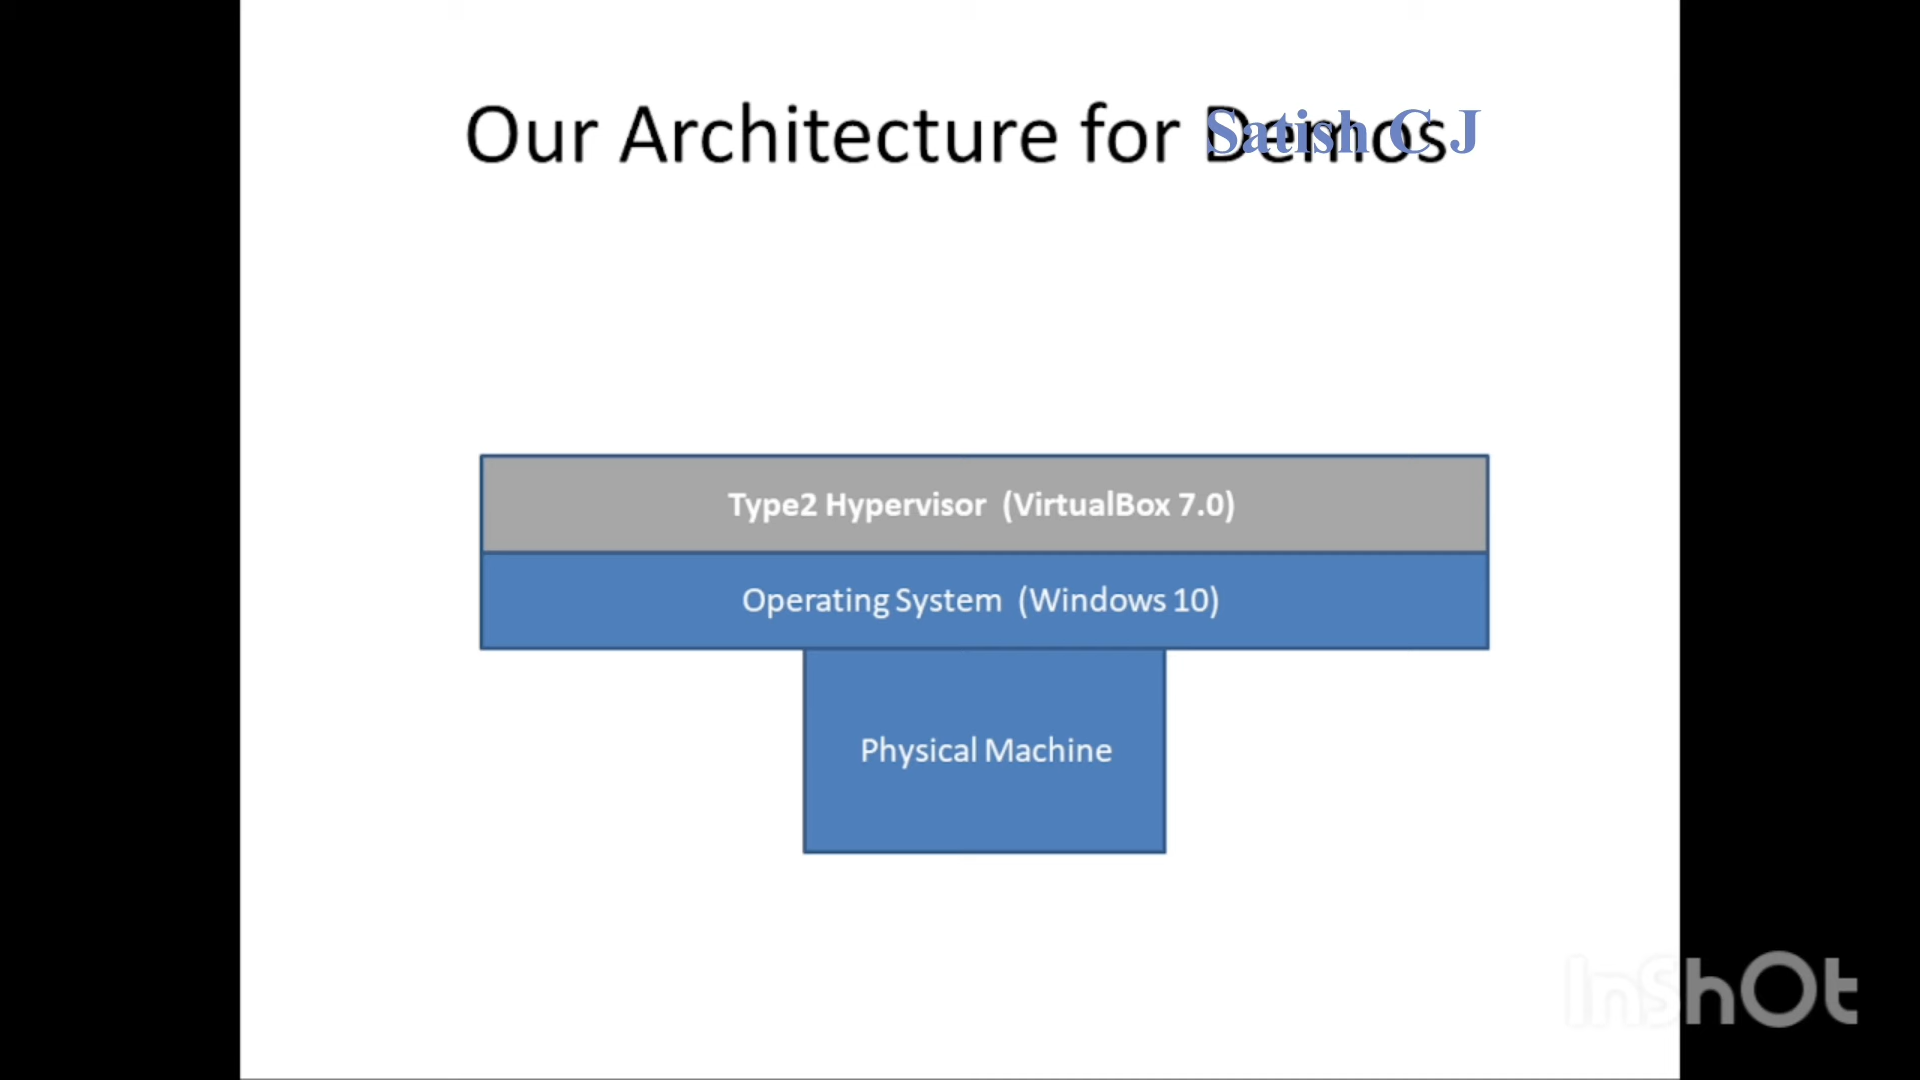 Our Architecture for Demos
Satish C J
Type2 Hypervisor (VirtualBox 7.0)
Operating System (Windows 10)
Physical Machine
InShOt